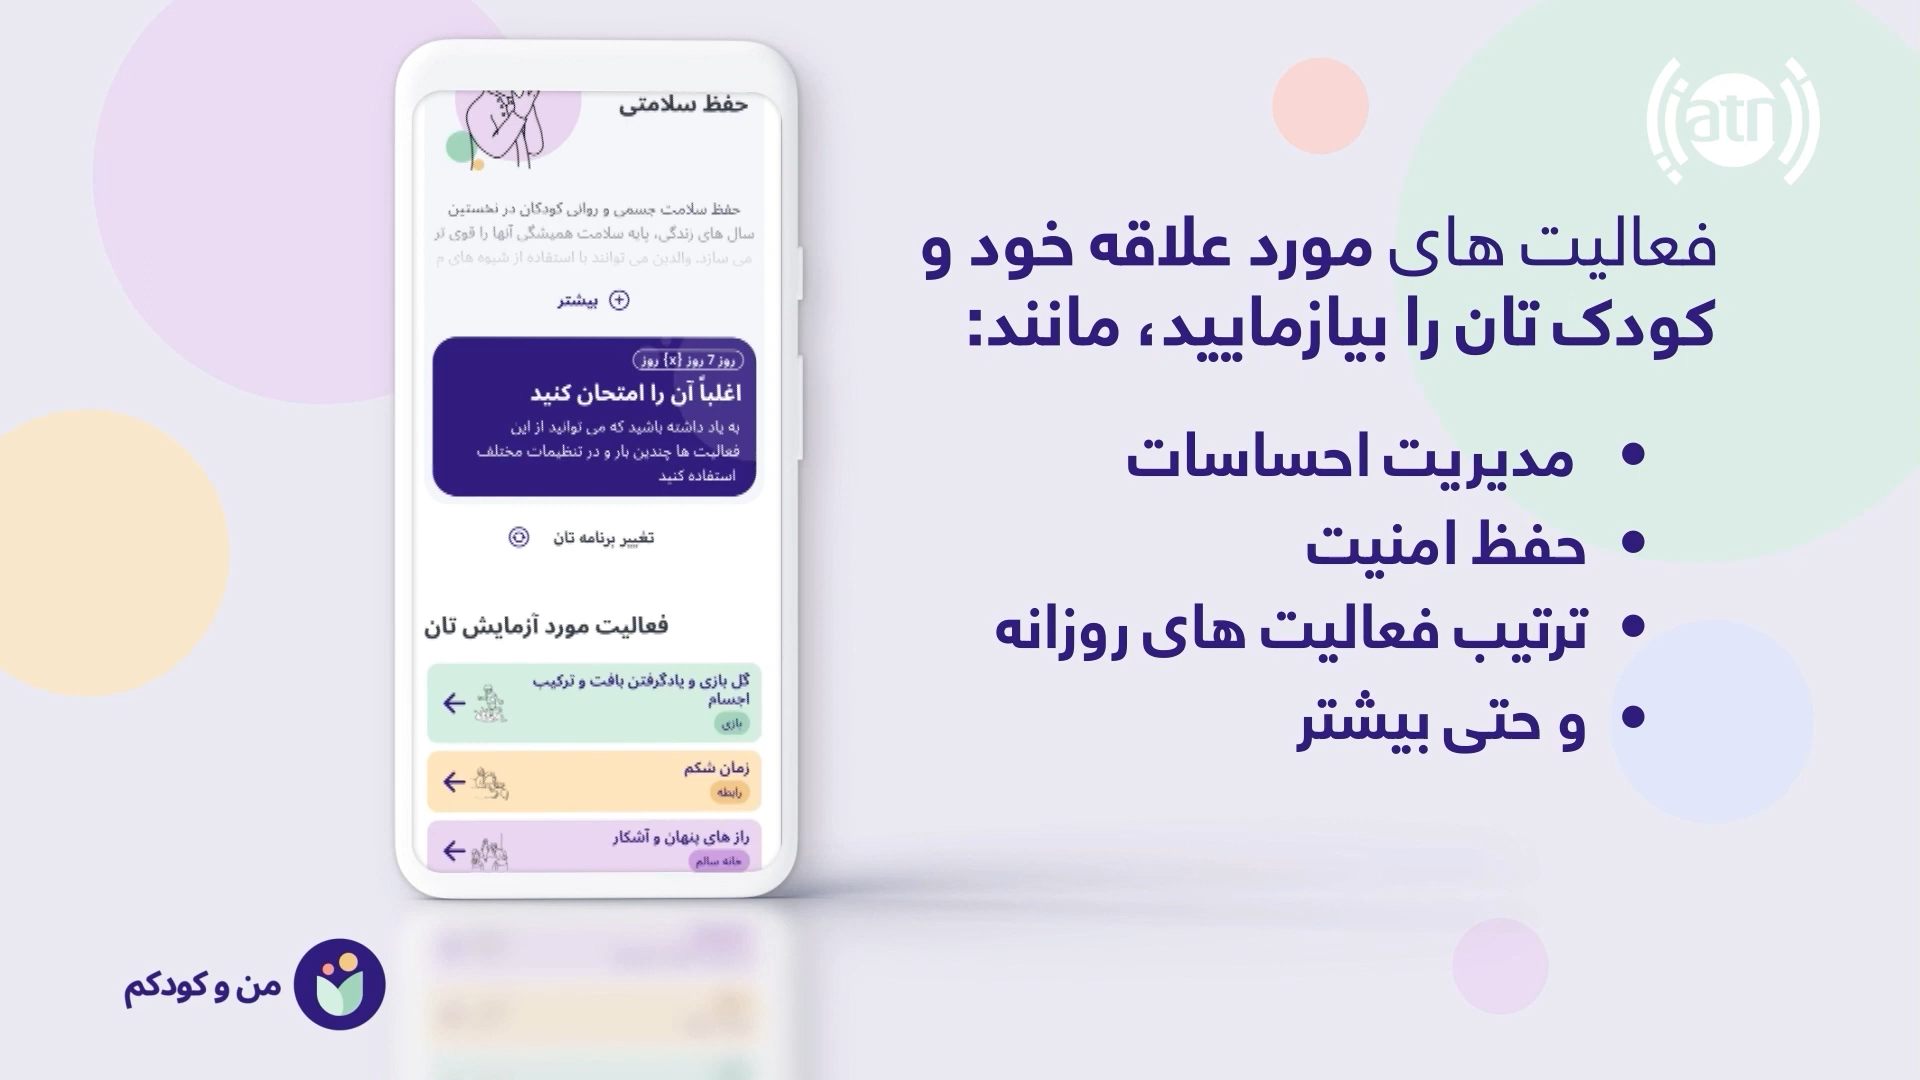 atn
فعالیت های مورد علاقه خود و
کودک تان را بیازمایید، مانند:
• مدیریت احساسات
• حفظ امنیت
• ترتیب فعالیت های روزانه
• و حتی بیشتر
حفظ سلامتی
حفظ سلامت جسمی و روانی کودکان در نخستین
سال های زندگی، پایه سلامت همیشگی آنها را قوی تر
می سازد. والدین می توانند با استفاده از شیوه های م
بیشتر
روز 7 روز {x} روز
اغلباً آن را امتحان کنید
به یاد داشته باشید که می توانید از این
فعالیت ها چندین بار و در تنظیمات مختلف
استفاده کنید
تغییر برنامه تان
فعالیت مورد آزمایش تان
گل بازی و یادگرفتن بافت و ترکیب
اجسام
بازی
زمان شکم
رابطه
راز های پنهان و آشکار
خانه سالم
من و کودکم